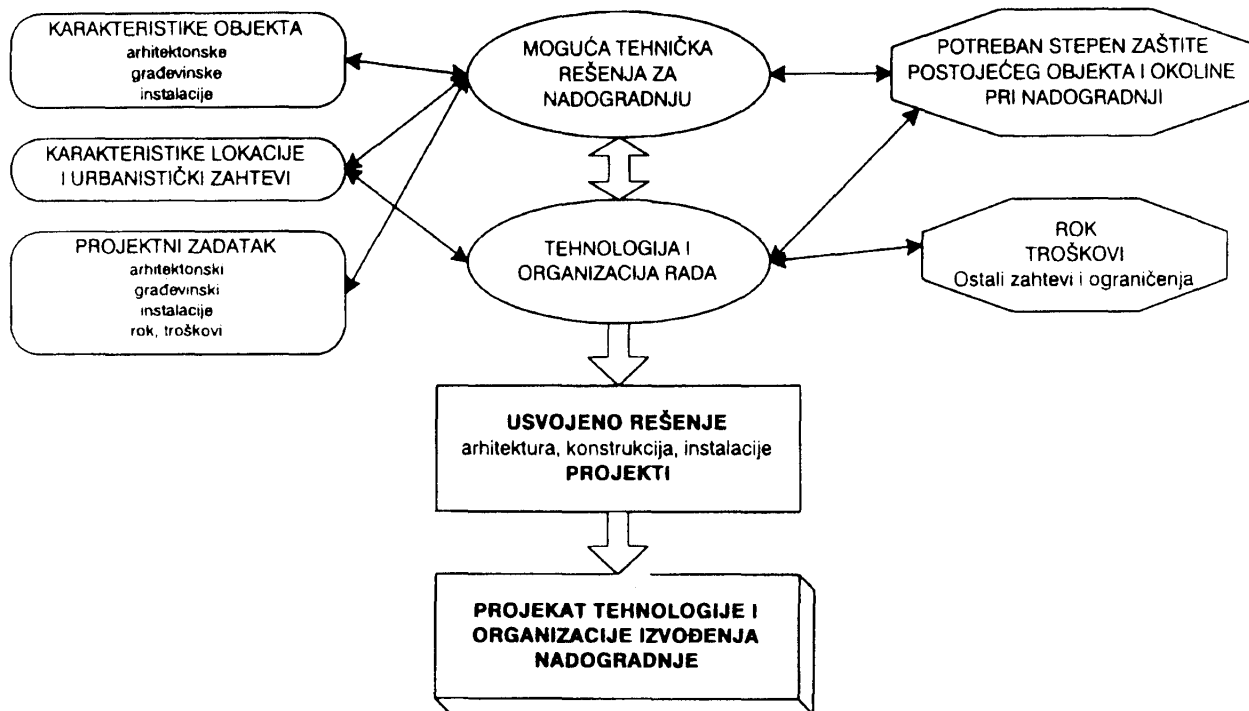 KARAKTERISTIKE OBJEKTA
arhitektonske
građevinske
instalacije
MOGUĆA TEHNIČKA
REŠENJA ZA
NADOGRADNJU
POTREBAN STEPEN ZAŠTITE
POSTOJEĆEG OBJEKTA I OKOLINE
PRI NADOGRADNJI
KARAKTERISTIKE LOKACIJE
I URBANISTIČKI ZAHTEVI
PROJEKTNI ZADATAK
arhitektonski
građevinski
instalacije
rok, troškovi
TEHNOLOGIJA I
ORGANIZACIJA RADA
ROK
TROŠKOVI
Ostali zahtevi i ograničenja
USVOJENO REŠENJE
arhitektura, konstrukcija, instalacije
PROJEKTI
PROJEKAT TEHNOLOGIJE I
ORGANIZACIJE IZVOĐENJA
NADOGRADNJE